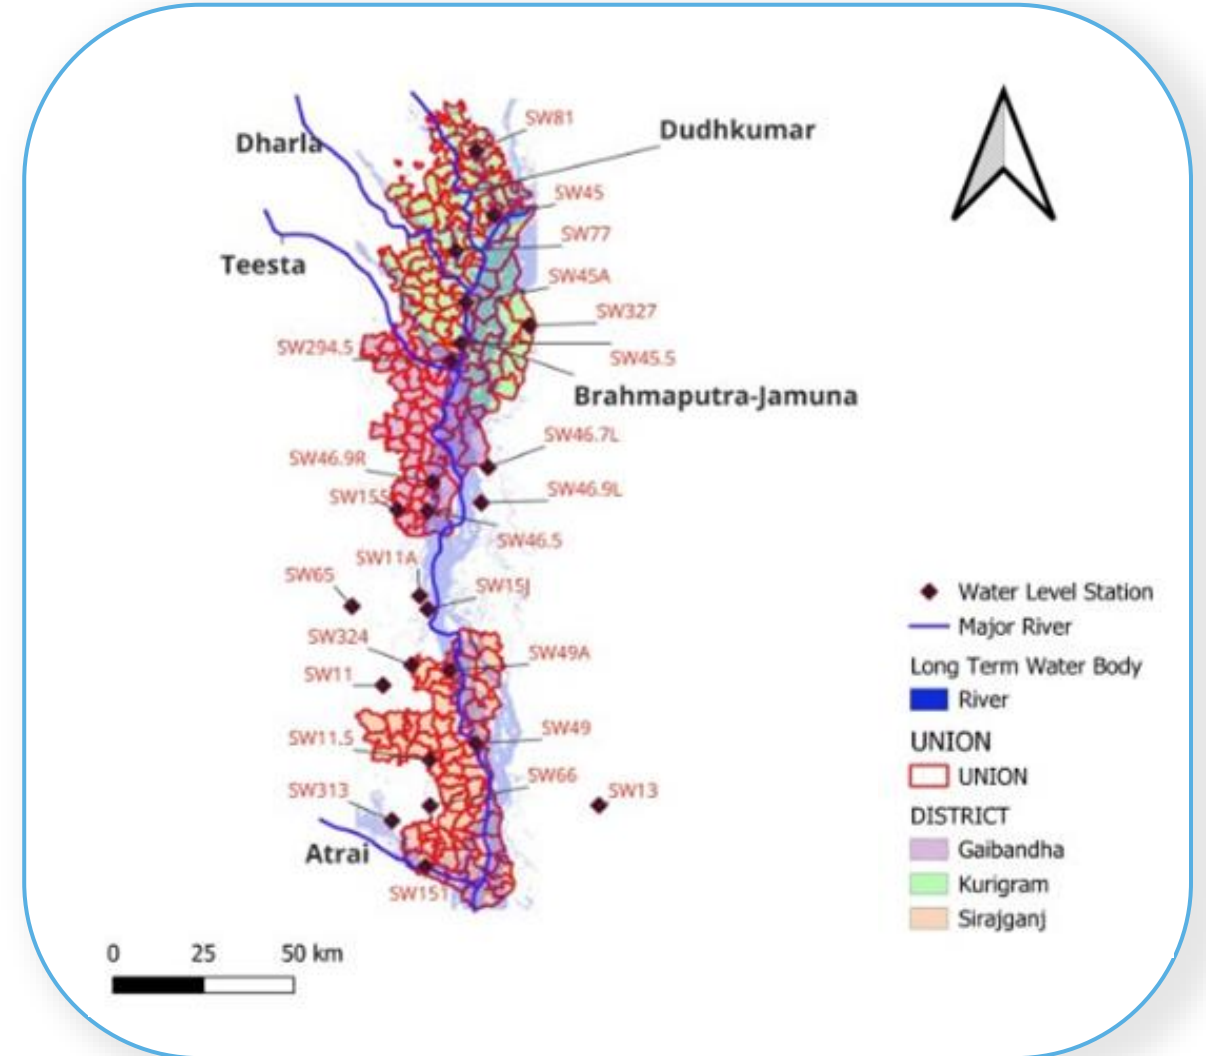 SW81
Dudhkumar
Dharla
SW45
SW77
Teesta
SW45A
SW327
SW294.5
SW45.5
Brahmaputra-Jamuna
SW46.7L
SW46.9R
SW155
SW46.9L
SW46.5
SW11A
SW65
SW15J
SW324
SW49A
SW11
SW49
SW11.5
SW66
SW313
SW13
Atrai
SW151
0 25 50 km
Water Level Station
Major River
Long Term Water Body
River
UNION
UNION
DISTRICT
Gaibandha
Kurigram
Sirajganj